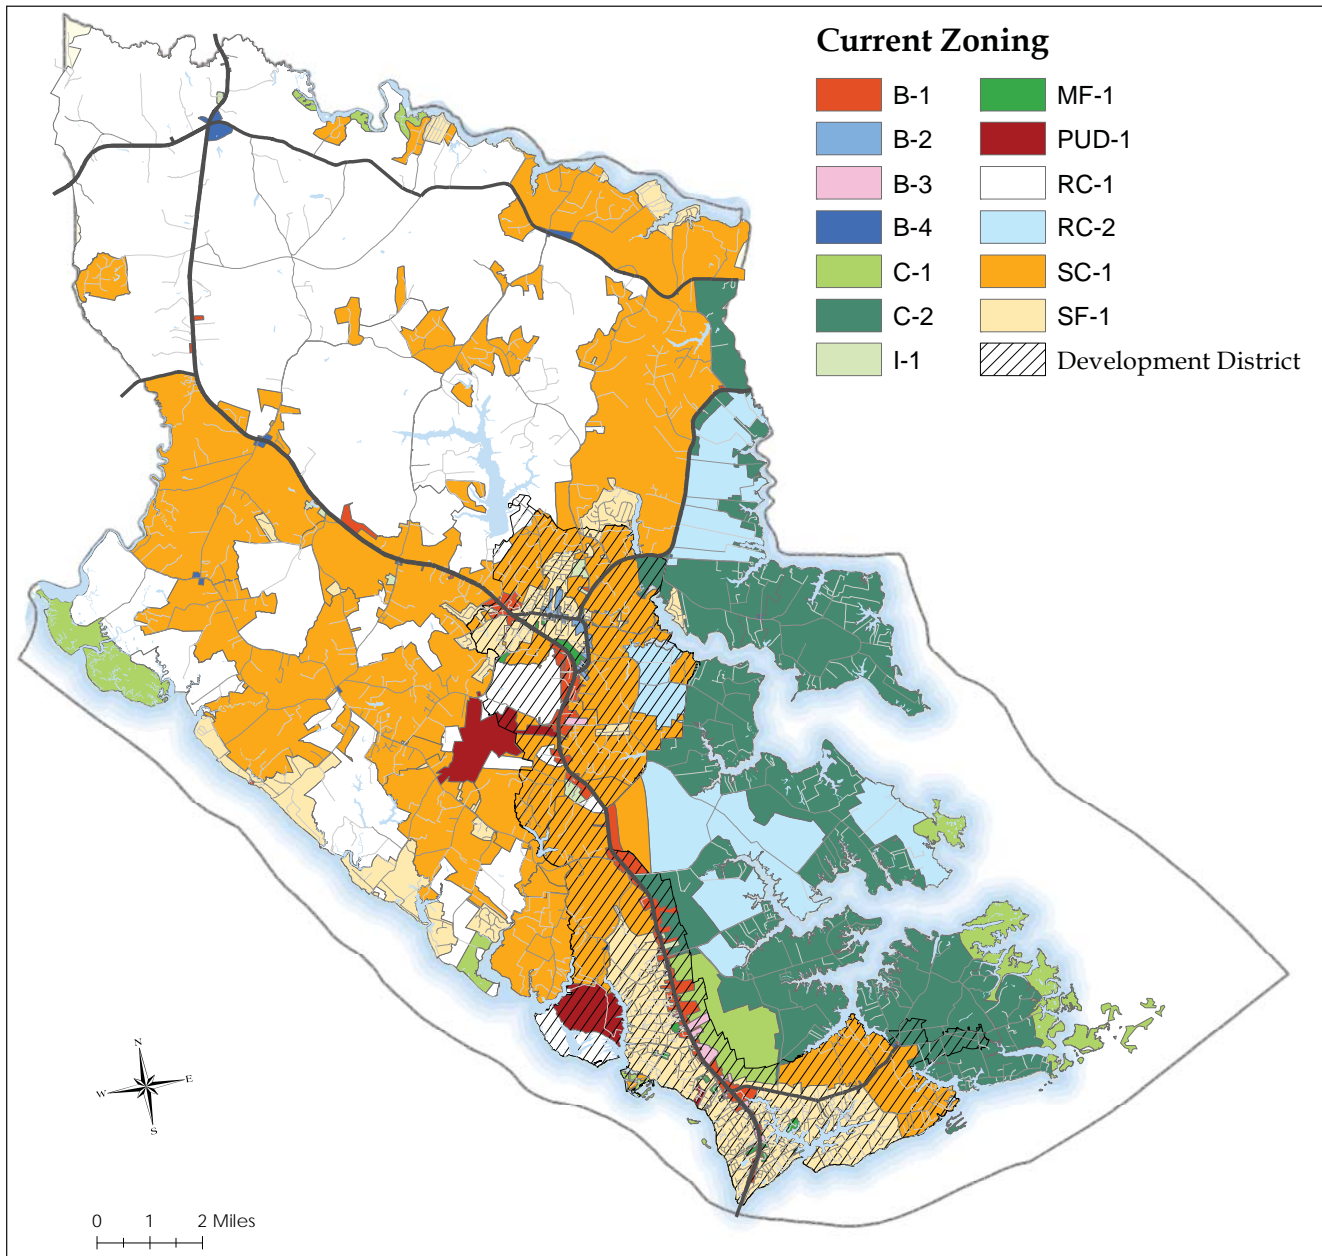 Current Zoning
B-1
B-2
B-3
B-4
C-1
C-2
I-1
MF-1
PUD-1
RC-1
RC-2
SC-1
SF-1
Development District
N
W E
S
0 1 2 Miles